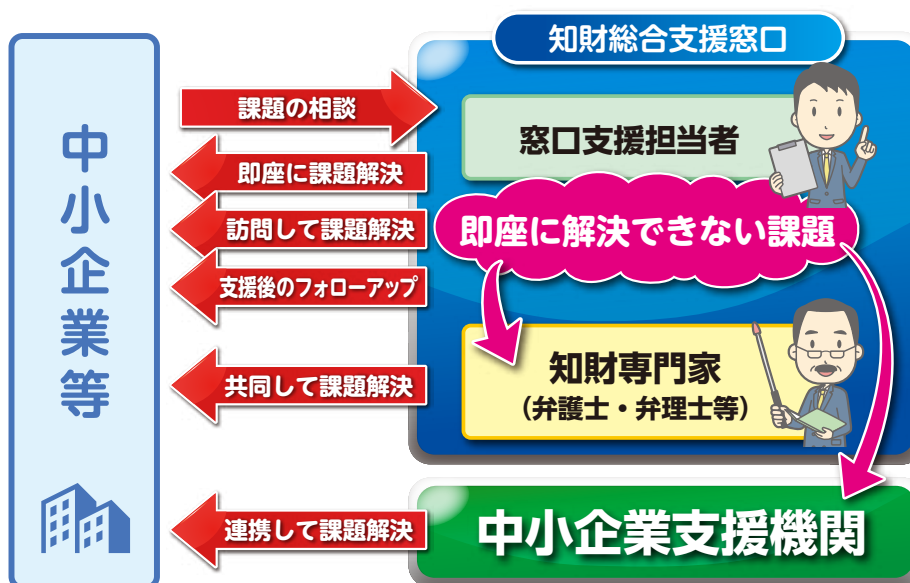 中小企業等
課題の相談
即座に課題解決
訪問して課題解決
支援後のフォローアップ
共同して課題解決
連携して課題解決
知財総合支援窓口
窓口支援担当者
即座に解決できない課題
知財専門家
（弁護士・弁理士等）
中小企業支援機関